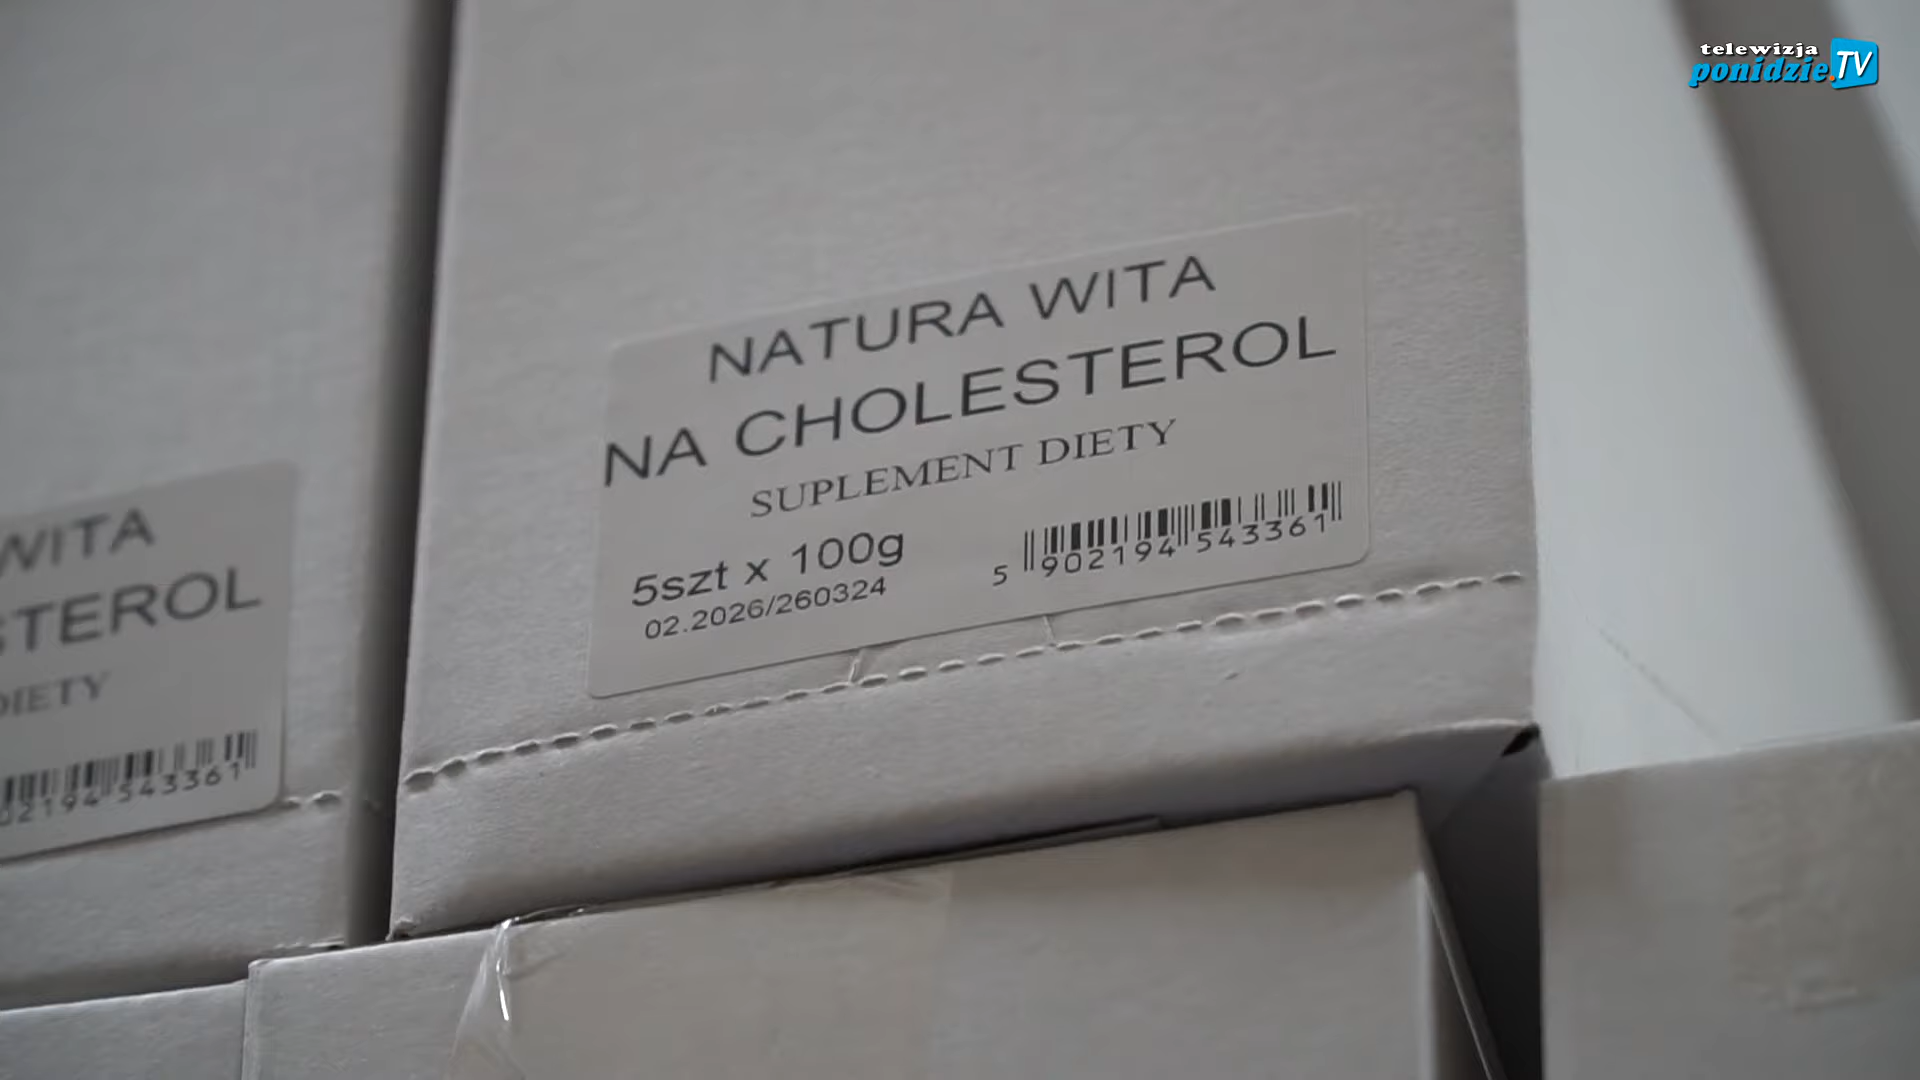 telewizja
ponidzie.TV
NATURA WITA
NA CHOLESTEROL
SUPLEMENT DIETY
5szt x 100g
02.2026/260324
5 902194 543361
WITA
STEROL
DIETY
02194 543361